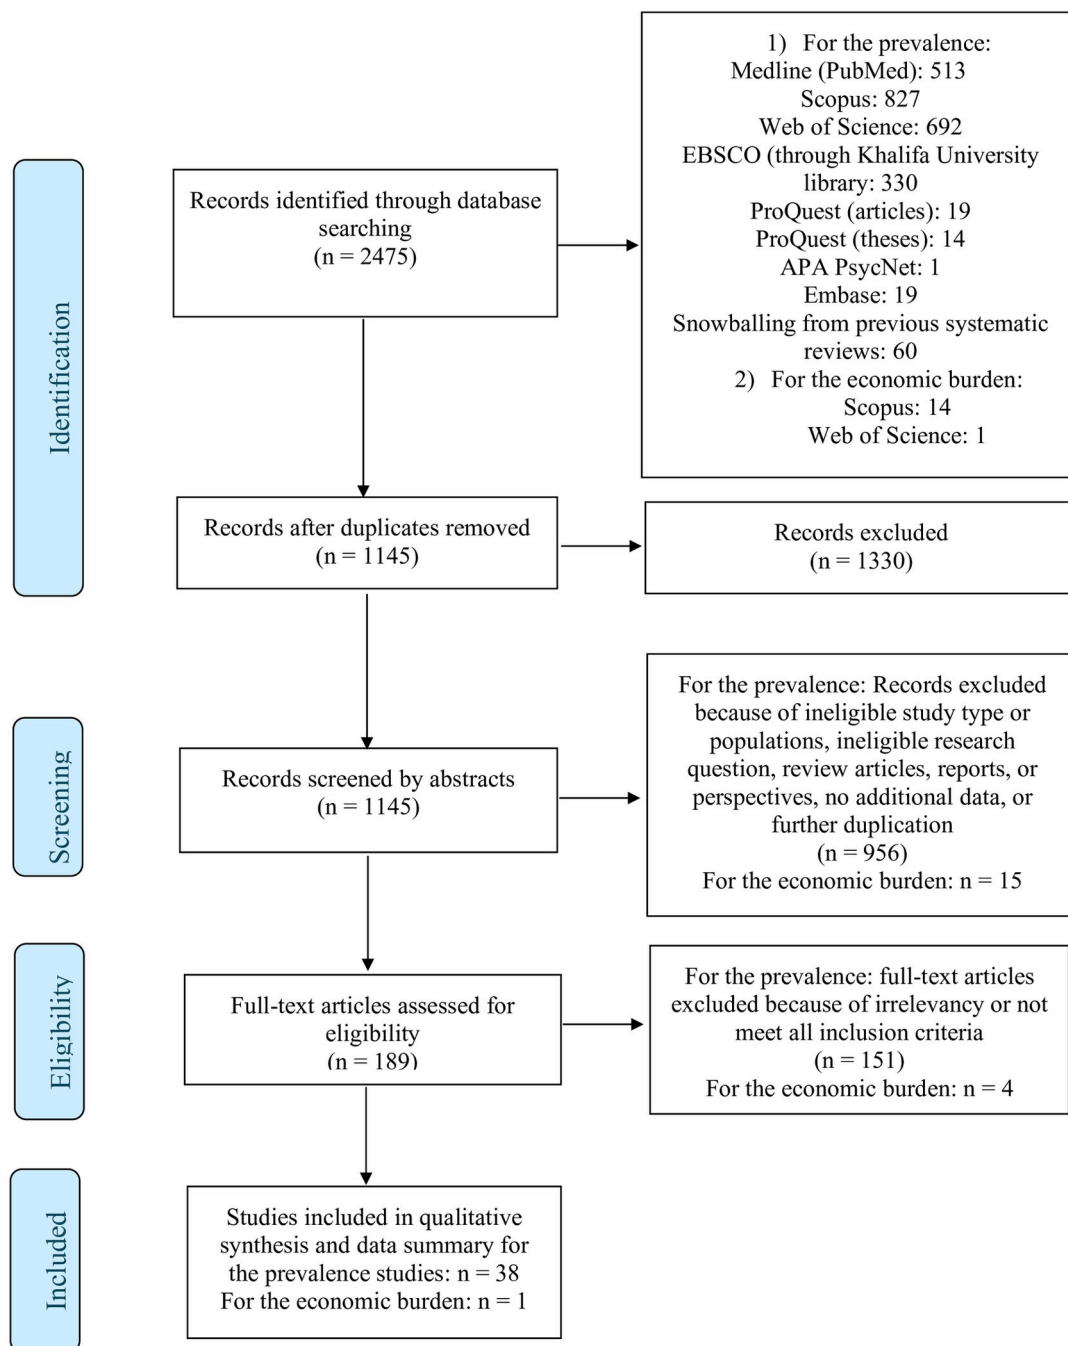 Identification
Records identified through database
searching
(n = 2475)
1) For the prevalence:
Medline (PubMed): 513
Scopus: 827
Web of Science: 692
EBSCO (through Khalifa University
library: 330
ProQuest (articles): 19
ProQuest (theses): 14
APA PsycNet: 1
Embase: 19
Snowballing from previous systematic
reviews: 60
2) For the economic burden:
Scopus: 14
Web of Science: 1
Records after duplicates removed
(n = 1145)
Records excluded
(n = 1330)
Screening
Records screened by abstracts
(n = 1145)
For the prevalence: Records excluded
because of ineligible study type or
populations, ineligible research
question, review articles, reports, or
perspectives, no additional data, or
further duplication
(n = 956)
For the economic burden: n = 15
Eligibility
Full-text articles assessed for
eligibility
(n = 189)
For the prevalence: full-text articles
excluded because of irrelevancy or not
meet all inclusion criteria
(n = 151)
For the economic burden: n = 4
Included
Studies included in qualitative
synthesis and data summary for
the prevalence studies: n = 38
For the economic burden: n = 1